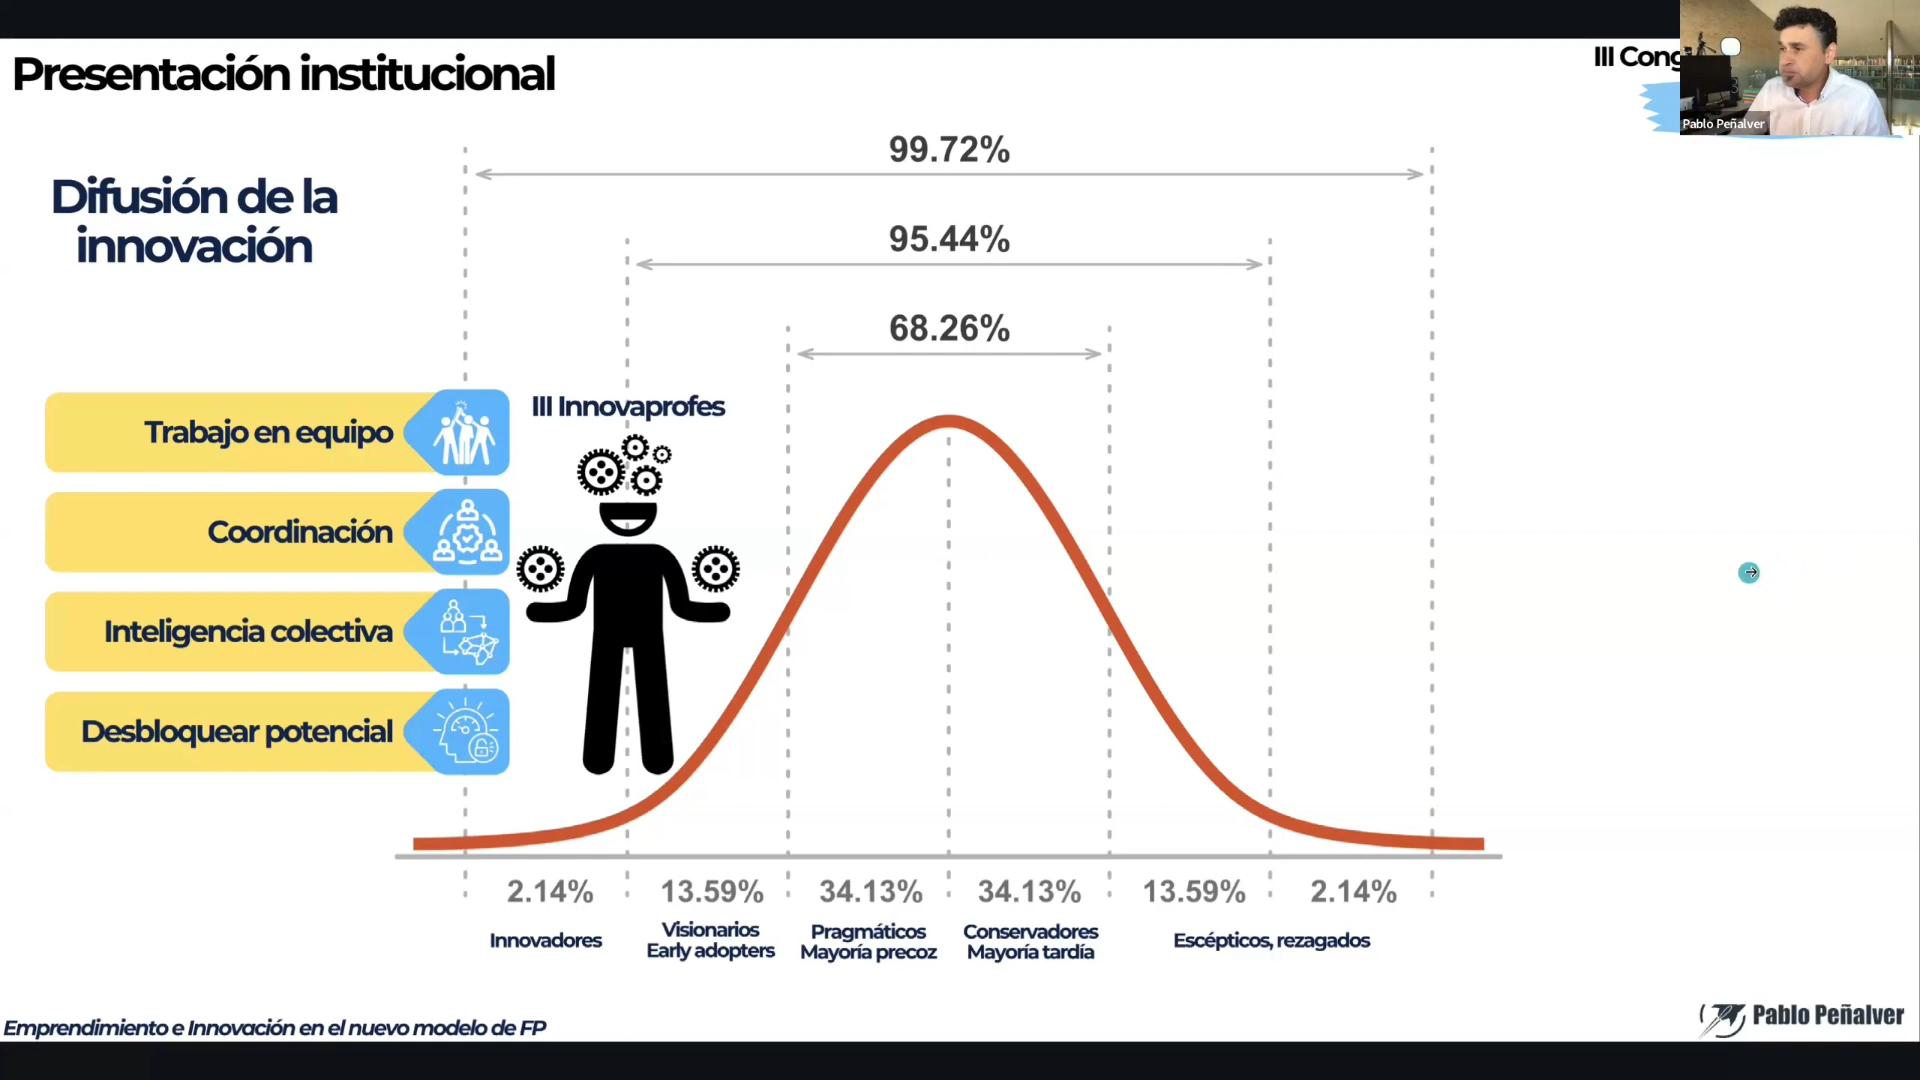 Presentación institucional
III Cong
Pablo Peñalver
Difusión de la
innovación
99.72%
95.44%
68.26%
III Innovaprofes
Trabajo en equipo
Coordinación
Inteligencia colectiva
Desbloquear potencial
2.14% 13.59% 34.13% 34.13% 13.59% 2.14%
Innovadores
Visionarios
Early adopters
Pragmáticos
Mayoría precoz
Conservadores
Mayoría tardía
Escépticos, rezagados
Emprendimiento e Innovación en el nuevo modelo de FP
Pablo Peñalver